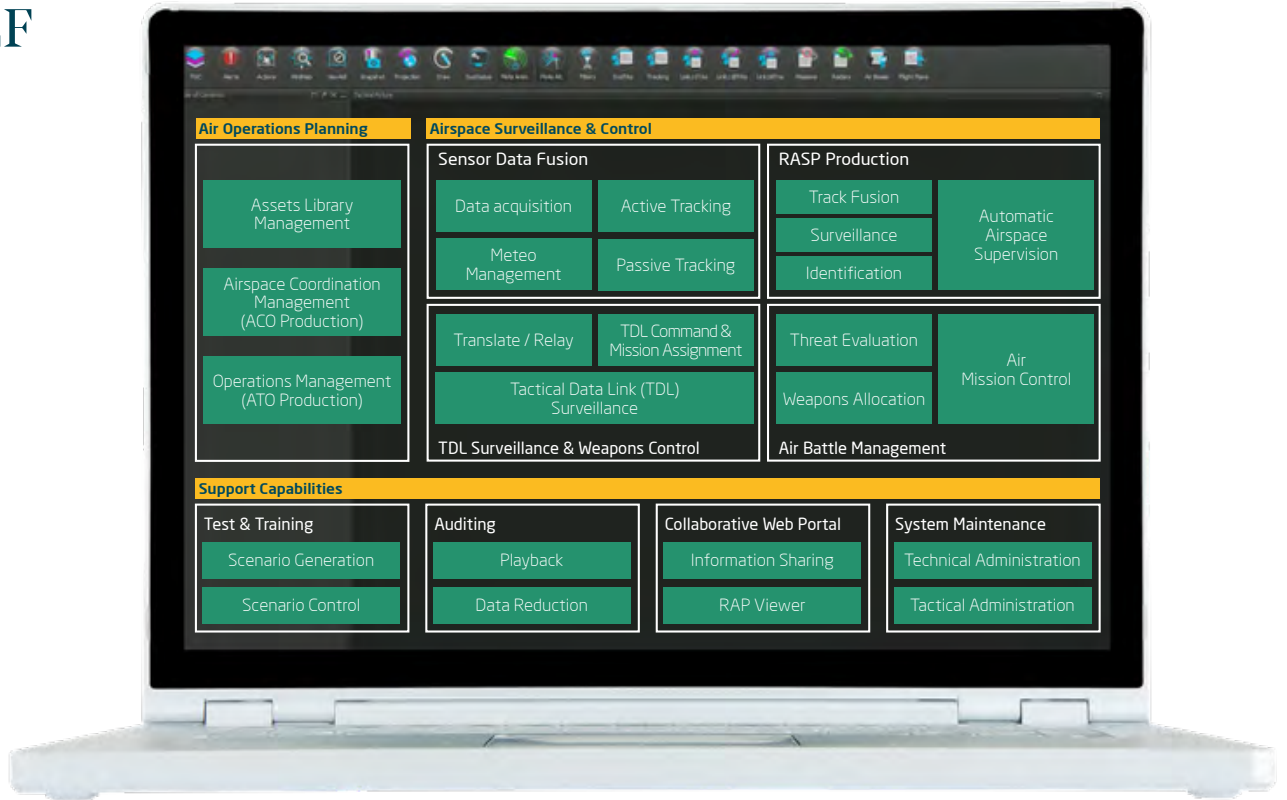 F
Air Operations Planning
Assets Library
Management
Airspace Coordination
Management
(ACO Production)
Operations Management
(ATO Production)
Airspace Surveillance & Control
Sensor Data Fusion
Data acquisition
Active Tracking
Meteo
Management
Passive Tracking
RASP Production
Track Fusion
Surveillance
Identification
Automatic
Airspace
Supervision
Translate / Relay
TDL Command &
Mission Assignment
Tactical Data Link (TDL)
Surveillance
TDL Surveillance & Weapons Control
Threat Evaluation
Weapons Allocation
Air
Mission Control
Air Battle Management
Support Capabilities
Test & Training
Scenario Generation
Scenario Control
Auditing
Playback
Data Reduction
Collaborative Web Portal
Information Sharing
RAP Viewer
System Maintenance
Technical Administration
Tactical Administration